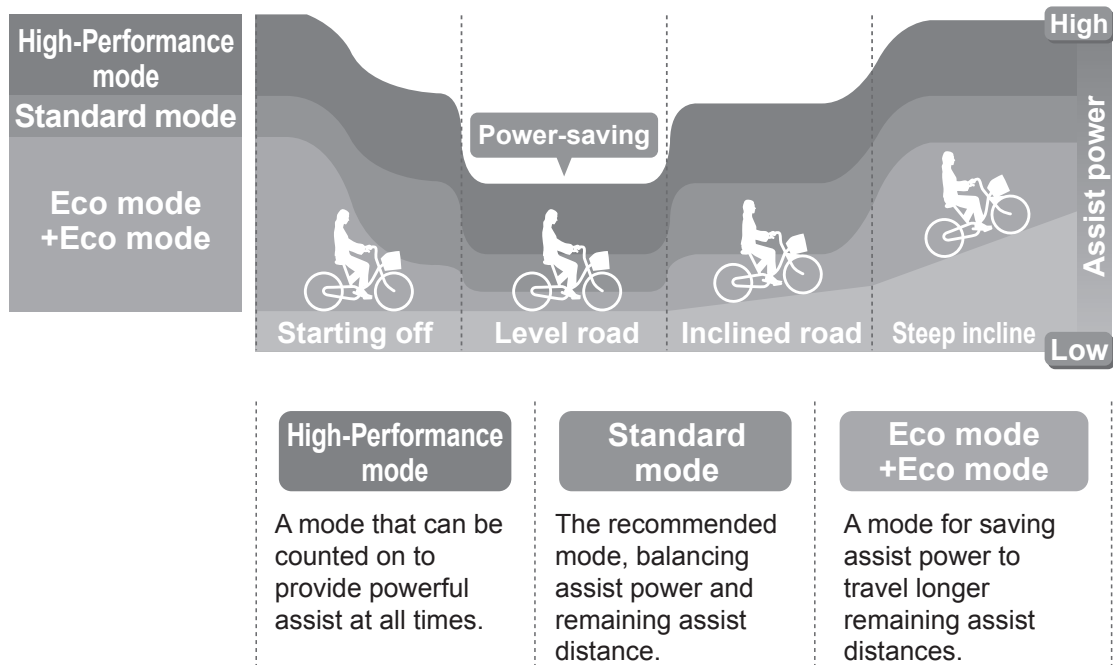 High-Performance
mode
Standard mode
Eco mode
+Eco mode
Power-saving
High
Assist power
Low
Starting off
Level road
Inclined road
Steep incline
High-Performance
mode
A mode that can be
counted on to
provide powerful
assist at all times.
Standard
mode
The recommended
mode, balancing
assist power and
remaining assist
distance.
Eco mode
+Eco mode
A mode for saving
assist power to
travel longer
remaining assist
distances.